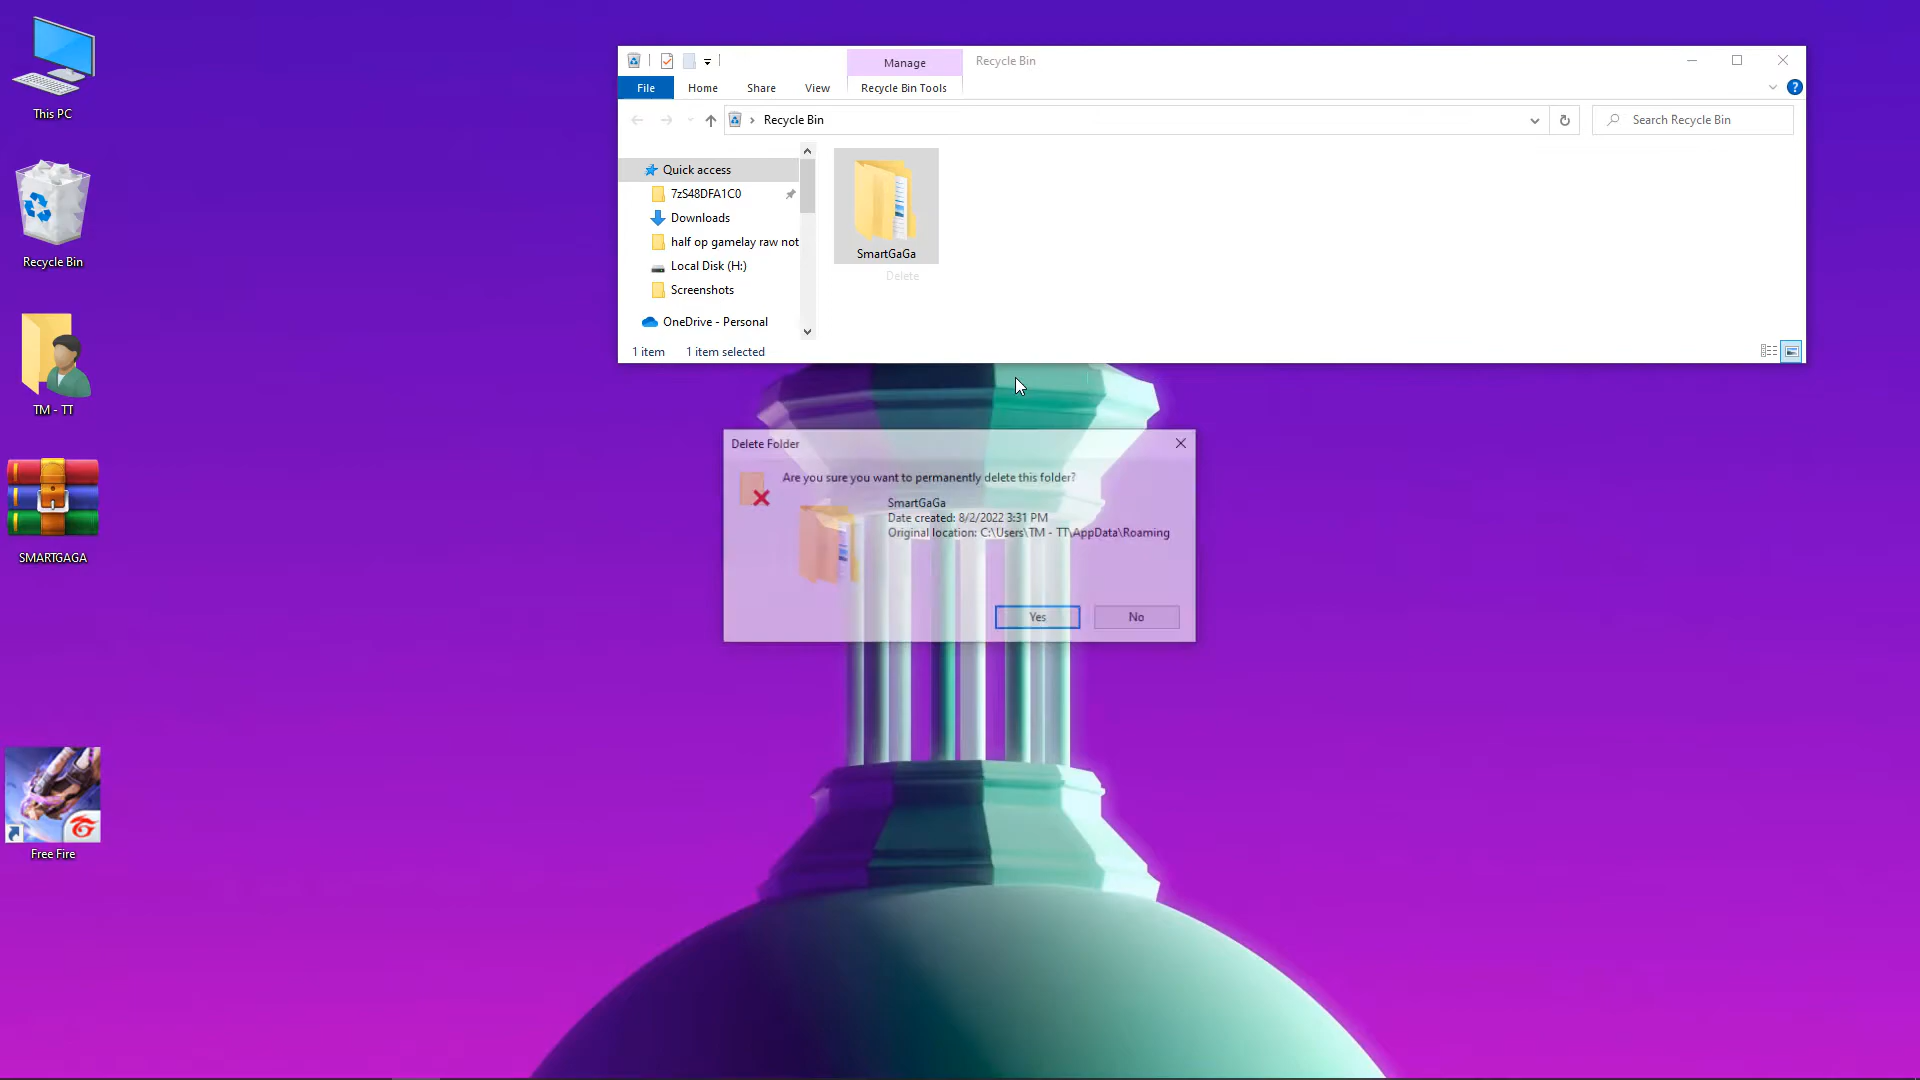 This PC
Recycle Bin
TM - TT
SMARTGAGA
Free Fire
Manage
Recycle Bin
File
Home
Share
View
Recycle Bin Tools
?
Recycle Bin
Search Recycle Bin
Quick access
7zS48DFA1C0
Downloads
half op gamelay raw not
Local Disk (H:)
Screenshots
OneDrive - Personal
SmartGaGa
Delete
1 item
1 item selected
Delete Folder
Are you sure you want to permanently delete this folder?
SmartGaGa
Date created: 8/2/2022 3:31 PM
Original location: C:\Users\TM - TT\AppData\Roaming
Yes
No